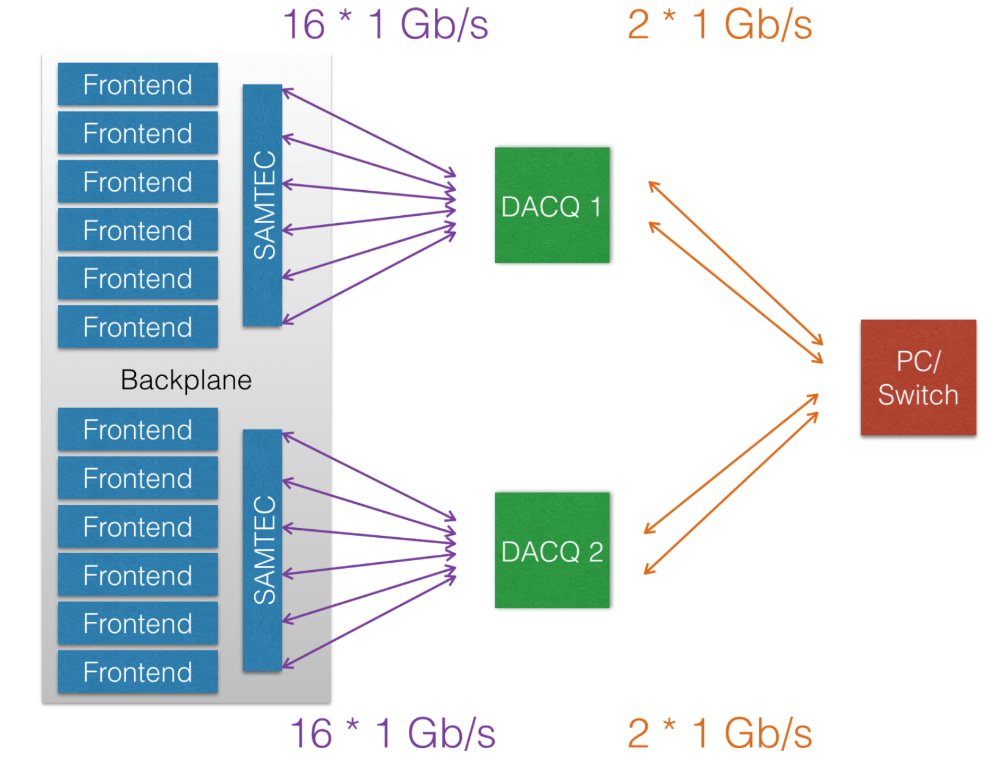 16 * 1 Gb/s
2 * 1 Gb/s
Frontend
Frontend
Frontend
Frontend
Frontend
Frontend
SAMTEC
DACQ 1
Backplane
PC/
Switch
Frontend
Frontend
Frontend
Frontend
Frontend
Frontend
SAMTEC
DACQ 2
16 * 1 Gb/s
2 * 1 Gb/s